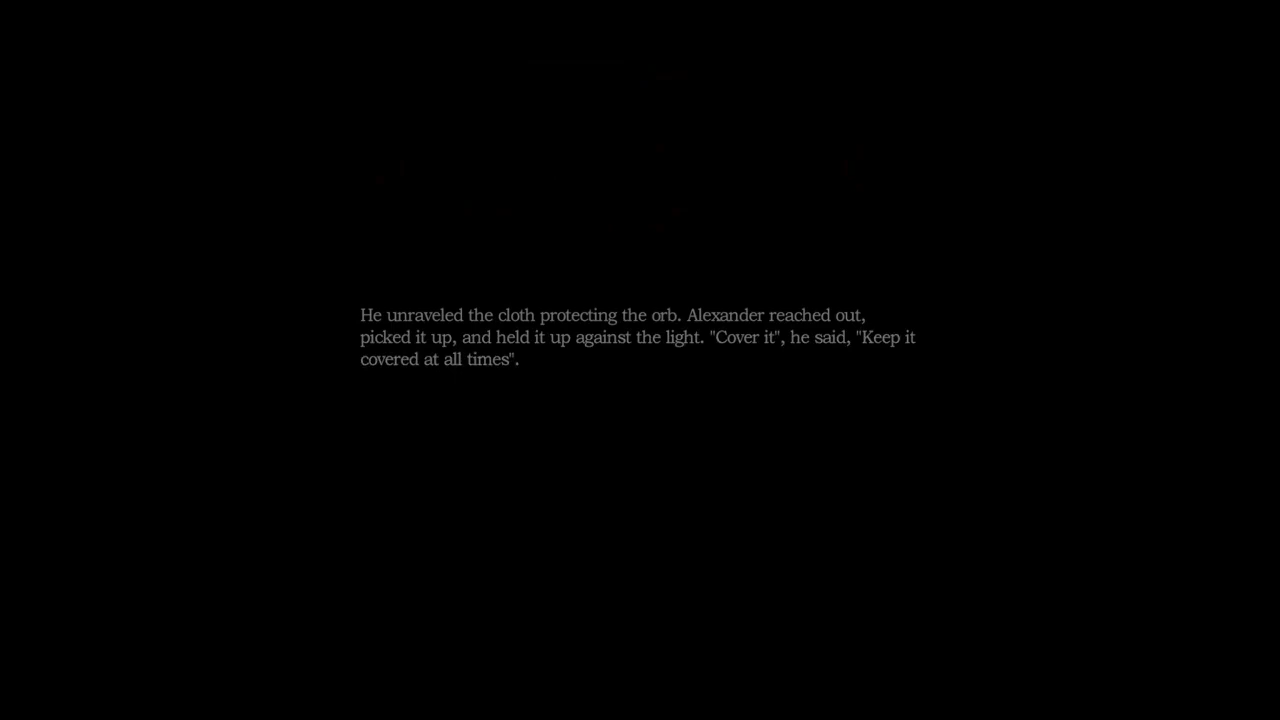 He unraveled the cloth protecting the orb. Alexander reached out,
picked it up, and held it up against the light. "Cover it", he said, "Keep it
covered at all times".